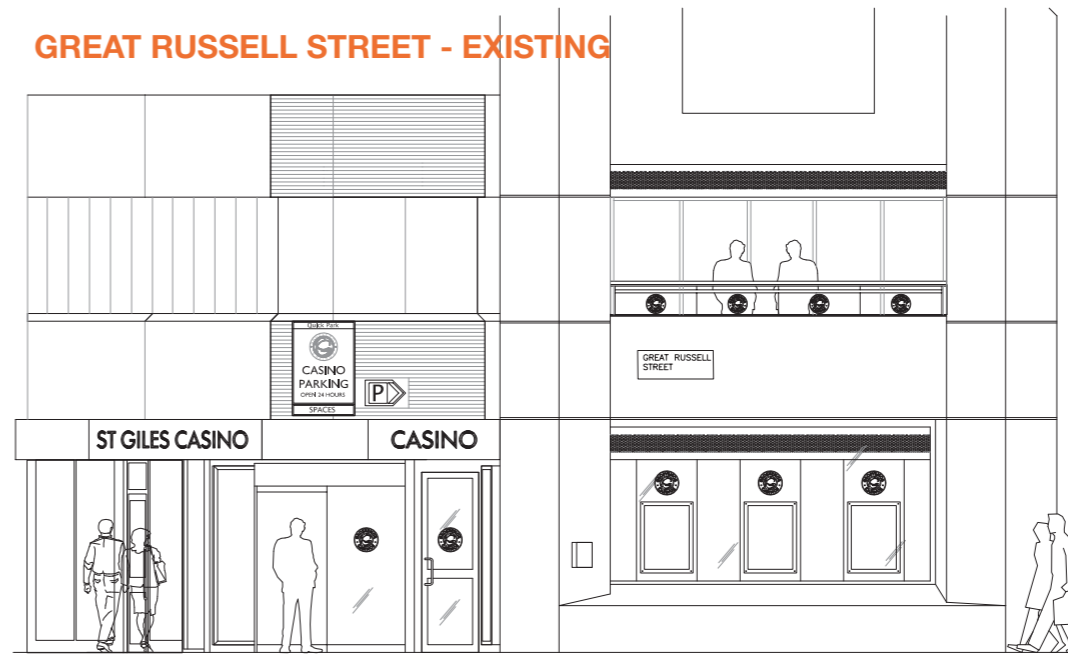 GREAT RUSSELL STREET - EXISTING
Quick Park
CASINO
PARKING
OPEN 24 HOURS
SPACES
P
GREAT RUSSELL
STREET
ST GILES CASINO
CASINO